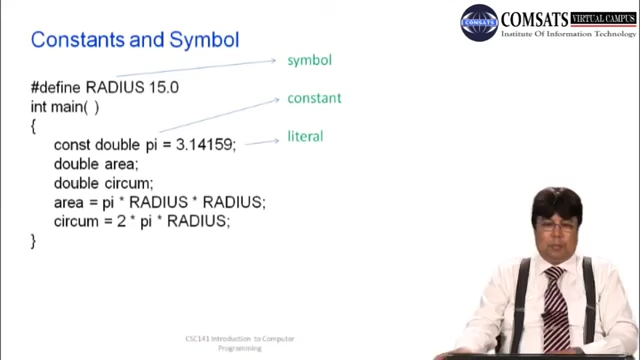 Constants and Symbol
COMSATS VIRTUAL CAMPUS
Institute Of Information Technology
#define RADIUS 15.0
symbol
int main( )
constant
{
const double pi = 3.14159;
literal
double area;
double circum;
area = pi * RADIUS * RADIUS;
circum = 2 * pi * RADIUS;
}
CSC141 Introduction to Computer
Programming